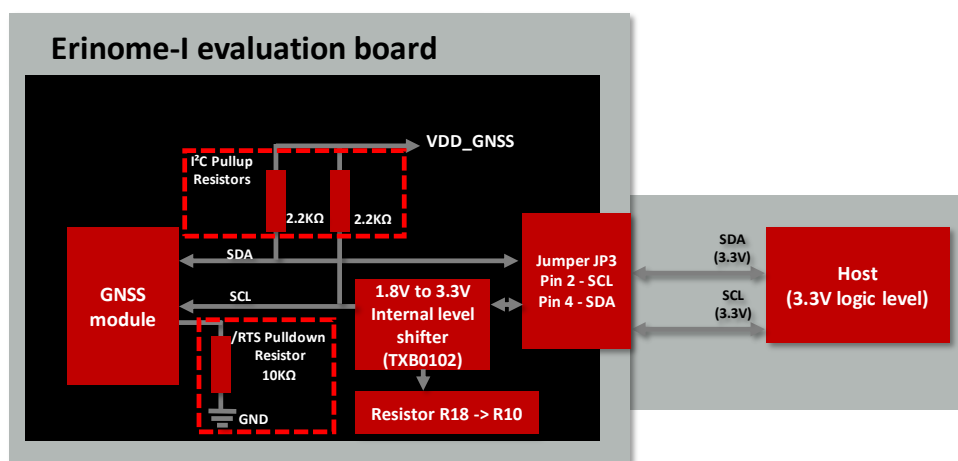 Erinome-I evaluation board
VDD_GNSS
I²C Pullup
Resistors
2.2KΩ
2.2KΩ
SDA
SCL
GNSS
module
/RTS Pulldown
Resistor
10KΩ
GND
1.8V to 3.3V
Internal level
shifter
(TXB0102)
Resistor R18 -> R10
Jumper JP3
Pin 2 - SCL
Pin 4 - SDA
SDA
(3.3V)
SCL
(3.3V)
Host
(3.3V logic level)